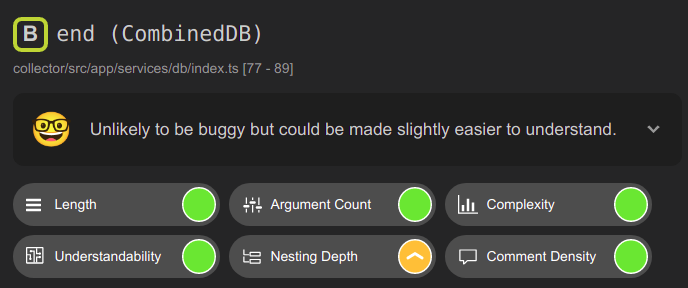 B end (CombinedDB)
collector/src/app/services/db/index.ts [77 - 89]
Unlikely to be buggy but could be made slightly easier to understand.
Length Argument Count Complexity
Understandability Nesting Depth Comment Density